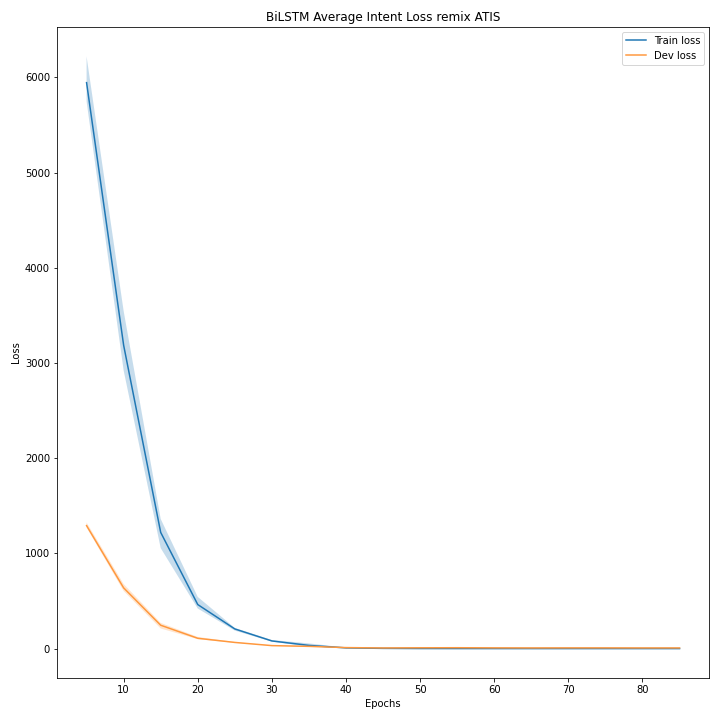 BiLSTM Average Intent Loss remix ATIS
Train loss
Dev loss
6000
5000
4000
3000
2000
1000
0
Loss
10 20 30 40 50 60 70 80
Epochs